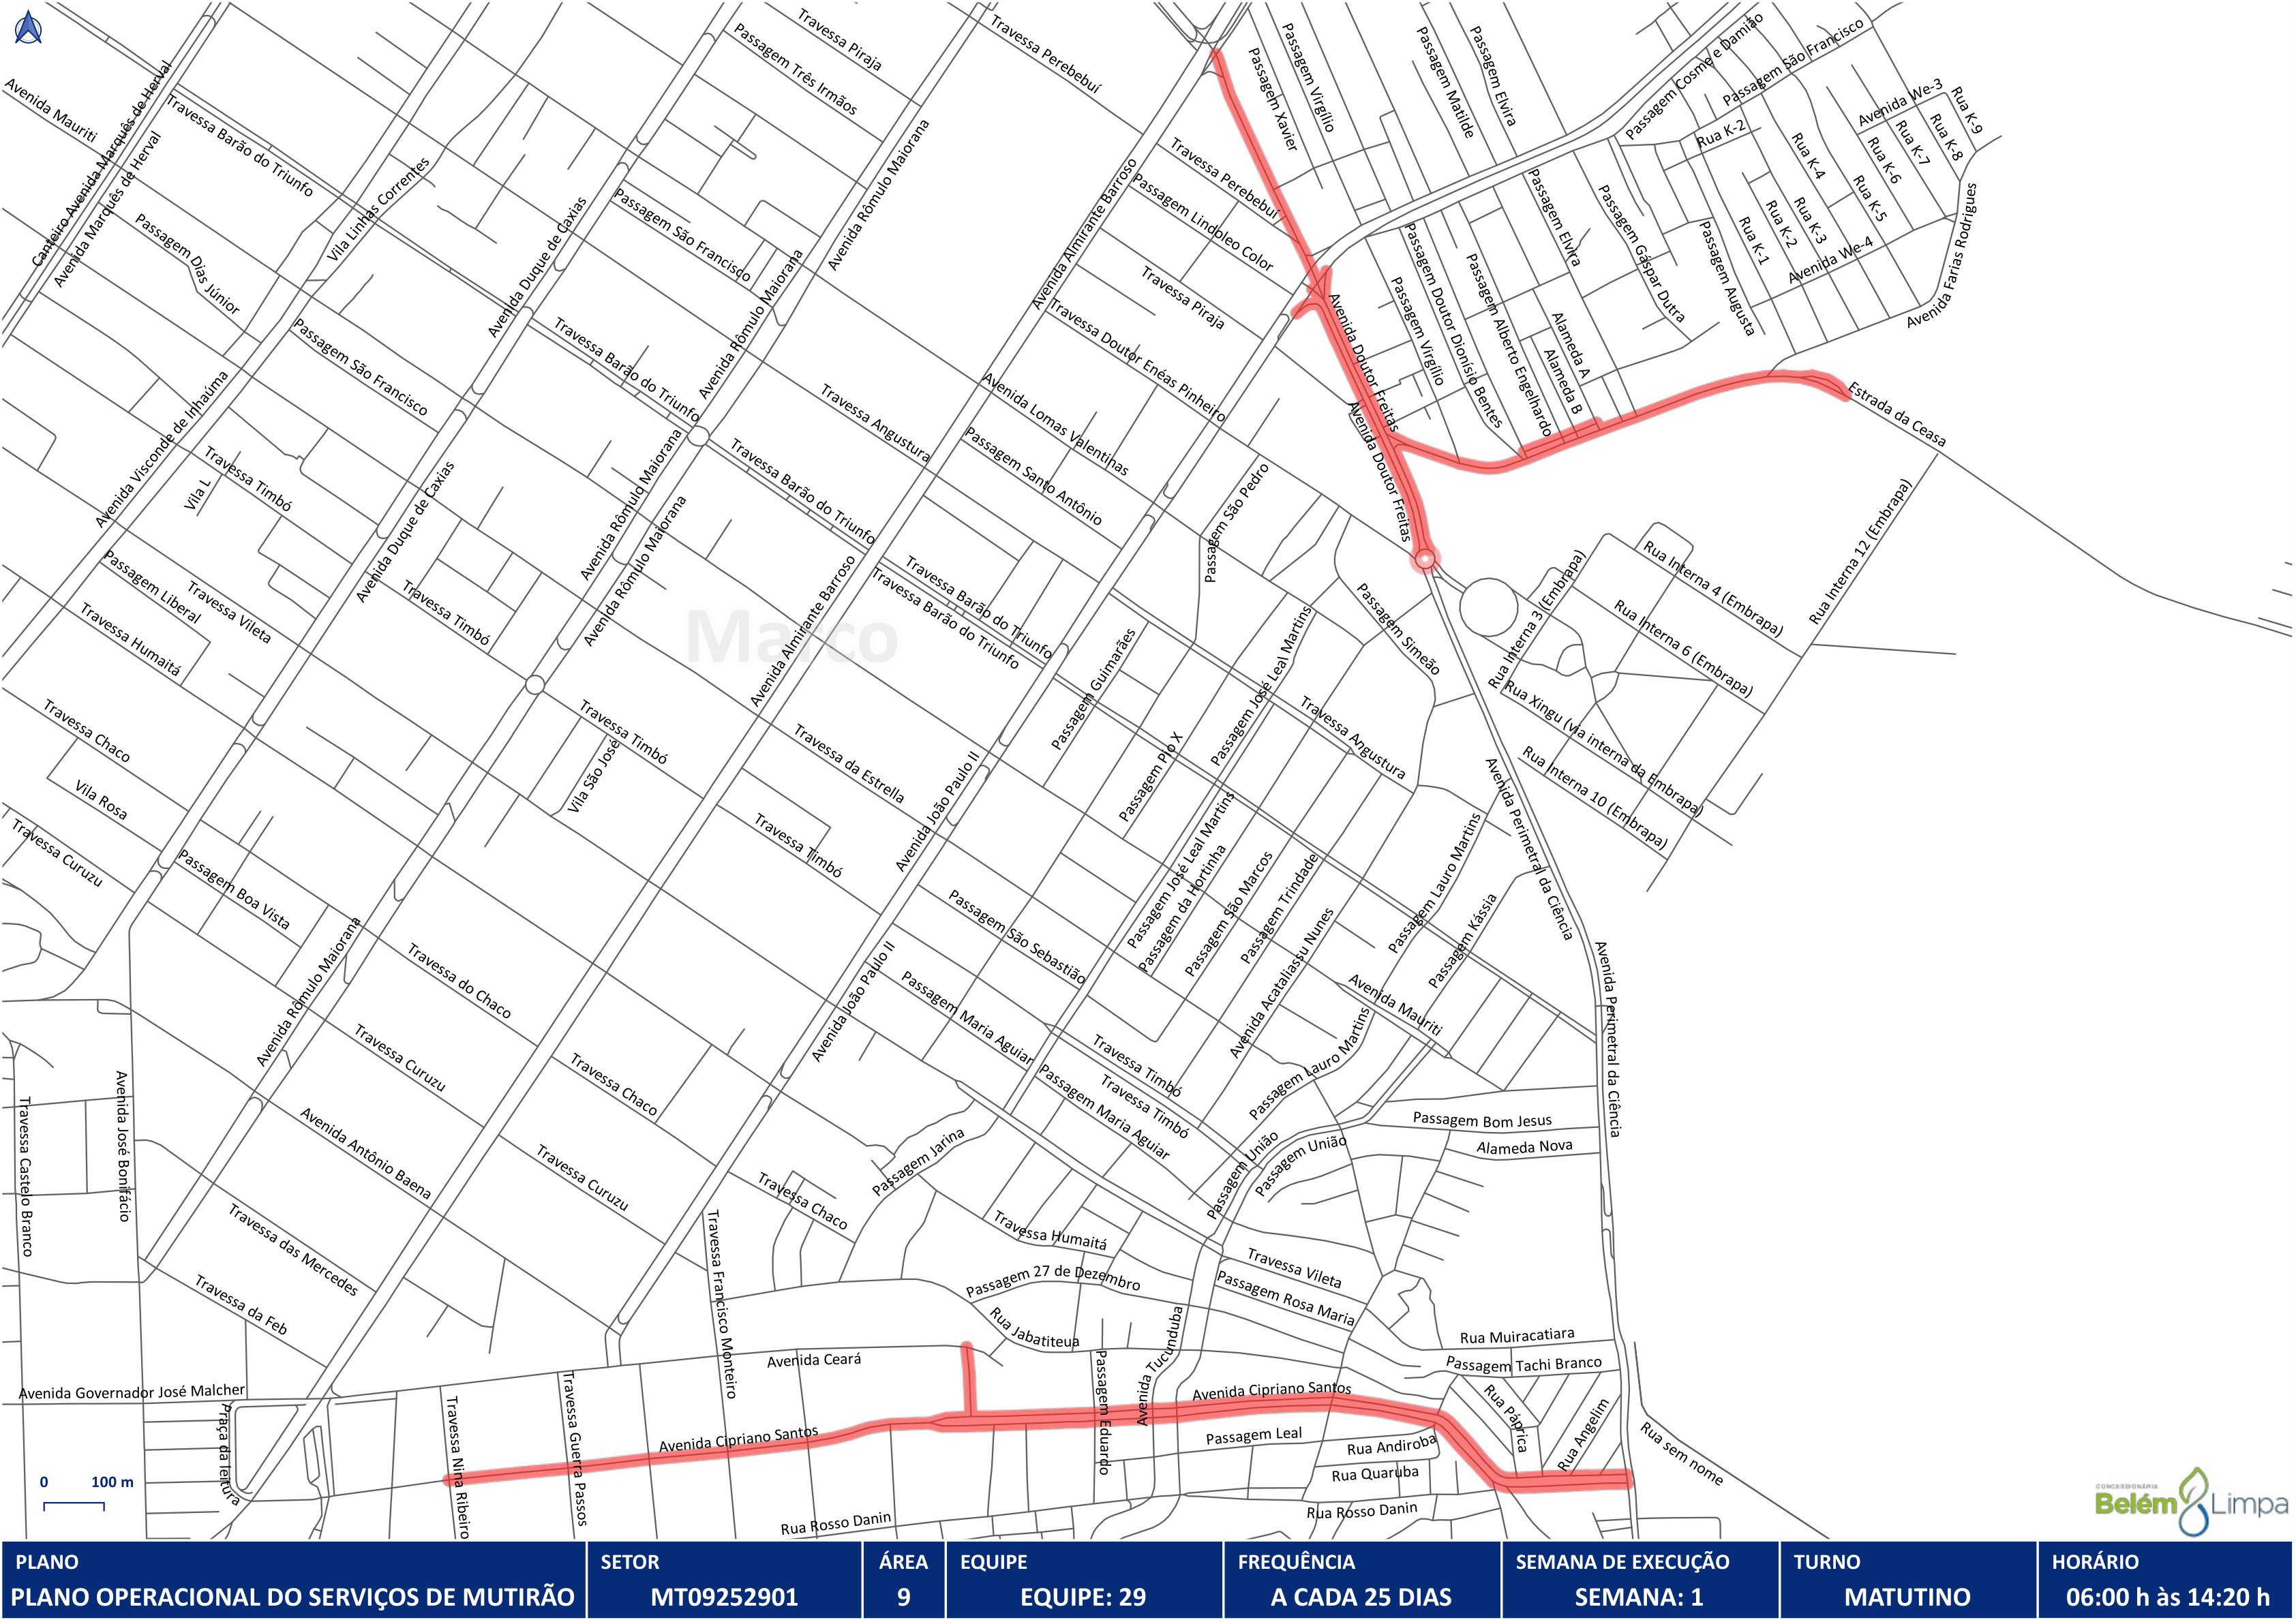 Travessa Piraja
Passagem Três Irmãos
Travessa Perebebuí
Passagem Xavier
Passagem Virgílio
Passagem Matilde
Passagem Elvira
Passagem Cosme e Damião
Passagem São Francisco
Avenida We-3
Rua K-9
Rua K-8
Rua K-7
Rua K-6
Rua K-5
Rua K-4
Rua K-2
Rua K-3
Rua K-2
Rua K-1
Avenida We-4
Avenida Farias Rodrigues
Avenida Mauriti
Canteiro Avenida Marquês de Herval
Avenida Marquês de Herval
Travessa Barão do Triunfo
Passagem Dias Júnior
Vila Linhas Correntes
Avenida Duque de Caxias
Passagem São Francisco
Avenida Rômulo Maiorana
Avenida Rômulo Maiorana
Avenida Almirante Barroso
Travessa Perebebuí
Passagem Lindoleo Color
Travessa Piraja
Passagem Elvira
Passagem Gaspar Dutra
Passagem Augusta
Passagem Doutor Dionísio Bentes
Passagem Virgílio
Passagem Alberto Engelhardo
Alameda A
Alameda B
Avenida Doutor Freitas
Avenida Doutor Freitas
Estrada da Ceasa
Passagem São Francisco
Avenida Visconde de Inhaúma
Travessa Barão do Triunfo
Travessa Doutor Enéas Pinheiro
Avenida Lomas Valentinas
Travessa Angustura
Passagem Santo Antônio
Travessa Timbó
Vila L
Avenida Duque de Caxias
Avenida Rômulo Maiorana
Avenida Rômulo Maiorana
Travessa Barão do Triunfo
Passagem São Pedro
Passagem Liberal
Travessa Vileta
Travessa Humaitá
Travessa Timbó
Marco
Avenida Almirante Barroso
Travessa Barão do Triunfo
Travessa Barão do Triunfo
Passagem Guimarães
Passagem José Leal Martins
Passagem Simeão
Rua Interna 3 (Embrapa)
Rua Interna 4 (Embrapa)
Rua Interna 6 (Embrapa)
Rua Interna 12 (Embrapa)
Rua Xingu (via interna da Embrapa)
Rua Interna 10 (Embrapa)
Travessa Chaco
Vila Rosa
Travessa Curuzu
Passagem Boa Vista
Travessa Timbó
Vila São José
Travessa da Estrella
Travessa Timbó
Avenida João Paulo II
Passagem Pio X
Travessa Angustura
Passagem José Leal Martins
Passagem da Hortinha
Passagem São Marcos
Passagem Trindade
Avenida Acataliassu Nunes
Passagem Lauro Martins
Passagem Kássia
Avenida Perimetral da Ciência
Avenida Perimetral da Ciência
Avenida Rômulo Maiorana
Travessa do Chaco
Travessa Curuzu
Avenida João Paulo II
Passagem São Sebastião
Passagem Maria Aguiar
Avenida Mauriti
Passagem Lauro Martins
Travessa Timbó
Travessa Timbó
Passagem Maria Aguiar
Travessa Chaco
Avenida Antônio Baena
Travessa Curuzu
Travessa Castelo Branco
Avenida José Bonifácio
Travessa das Mercedes
Travessa da Feb
Travessa Chaco
Passagem Jarina
Passagem União
Passagem União
Passagem Bom Jesus
Alameda Nova
Travessa Francisco Monteiro
Travessa Humaitá
Passagem 27 de Dezembro
Travessa Vileta
Passagem Rosa Maria
Rua Jabatiteua
Avenida Tucunduba
Rua Muiracatiara
Passagem Tachi Branco
Avenida Ceará
Avenida Governador José Malcher
Praça da leitura
Travessa Nina Ribeiro
Travessa Guerra Passos
Avenida Cipriano Santos
Avenida Cipriano Santos
Passagem Eduardo
Passagem Leal
Rua Andiroba
Rua Quaruba
Rua Rosso Danin
Rua Rosso Danin
Rua Páprica
Rua Angelim
Rua sem nome
0 100 m
CONCESSIONÁRIA
Belém Limpa
PLANO
PLANO OPERACIONAL DO SERVIÇOS DE MUTIRÃO
SETOR
MT09252901
ÁREA
9
EQUIPE
EQUIPE: 29
FREQUÊNCIA
A CADA 25 DIAS
SEMANA DE EXECUÇÃO
SEMANA: 1
TURNO
MATUTINO
HORÁRIO
06:00 h às 14:20 h